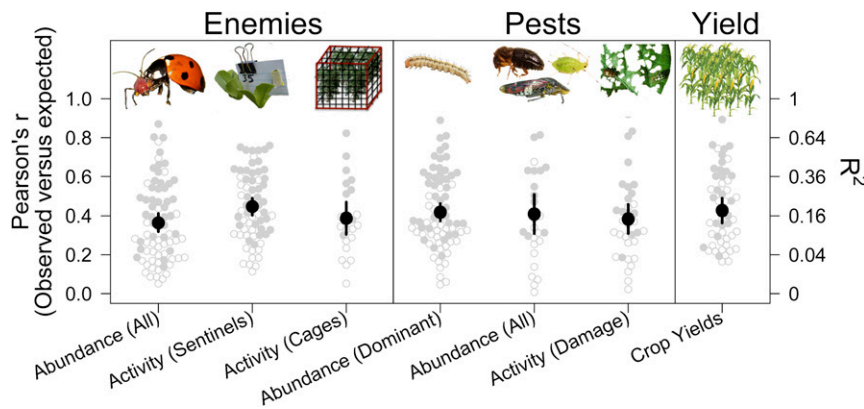 Enemies Pests Yield
Pearson's r
(Observed versus expected)
1.0
0.8
0.6
0.4
0.2
0.0
1
0.64
0.36
0.16
0.04
0
R²
Abundance (All)
Activity (Sentinels)
Activity (Cages)
Abundance (Dominant)
Abundance (All)
Activity (Damage)
Crop Yields